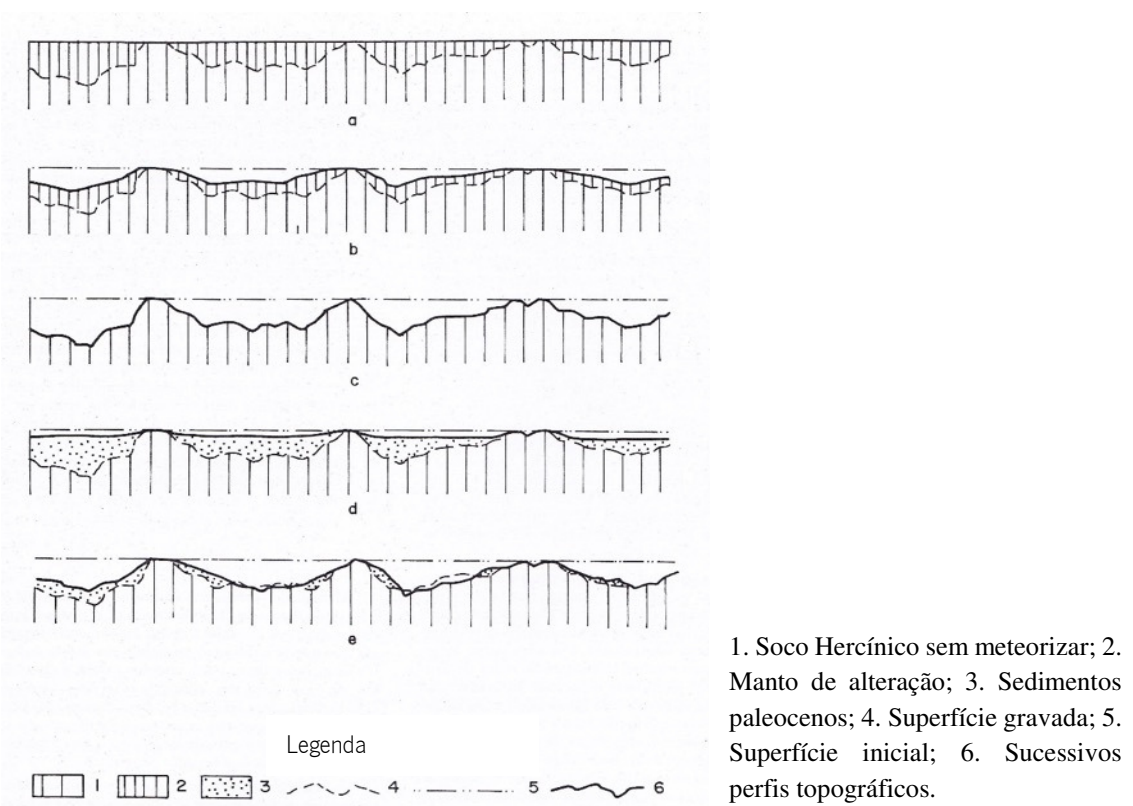 a
b
c
d
e
Legenda
1 2 3 4 5 6
1. Soco Hercínico sem meteorizar; 2.
Manto de alteração; 3. Sedimentos
paleocenos; 4. Superfície gravada; 5.
Superfície inicial; 6. Sucessivos
perfis topográficos.